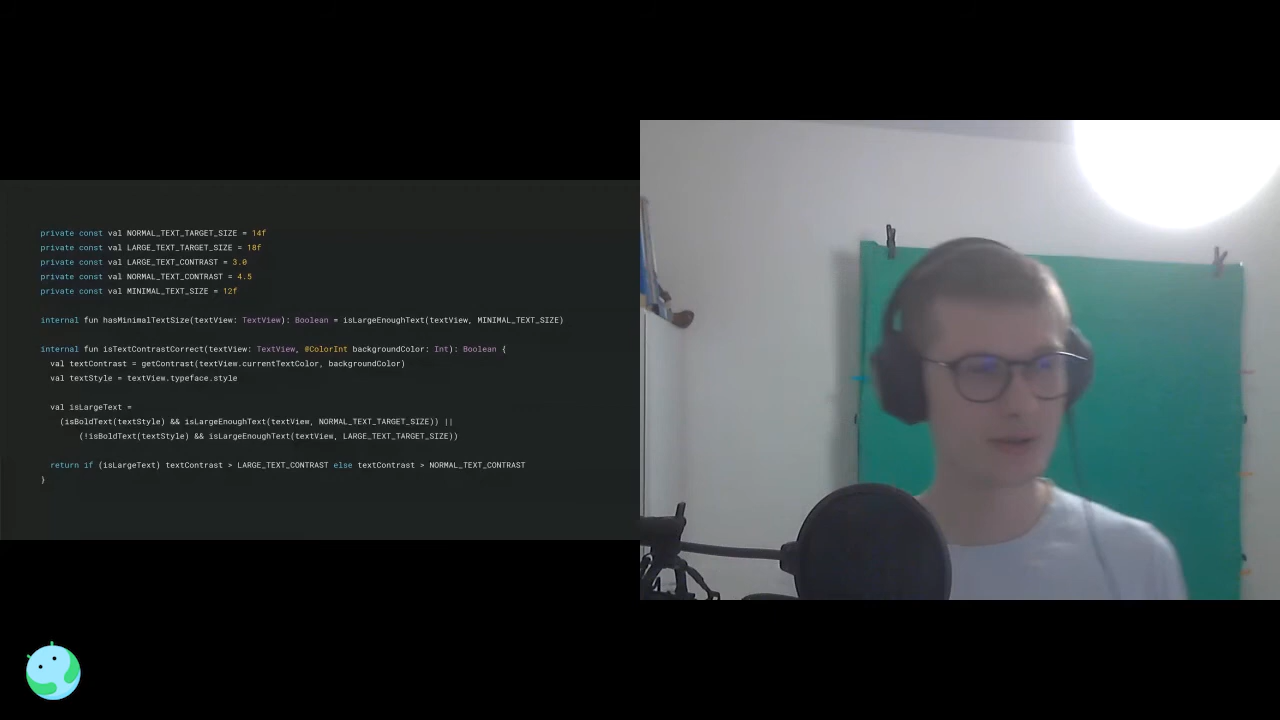 private const val NORMAL_TEXT_TARGET_SIZE = 14f
private const val LARGE_TEXT_TARGET_SIZE = 18f
private const val LARGE_TEXT_CONTRAST = 3.0
private const val NORMAL_TEXT_CONTRAST = 4.5
private const val MINIMAL_TEXT_SIZE = 12f
internal fun hasMinimalTextSize(textView: TextView): Boolean = isLargeEnoughText(textView, MINIMAL_TEXT_SIZE)
internal fun isTextContrastCorrect(textView: TextView, @ColorInt backgroundColor: Int): Boolean {
val textContrast = getContrast(textView.currentTextColor, backgroundColor)
val textStyle = textView.typeface.style
val isLargeText =
(isBoldText(textStyle) && isLargeEnoughText(textView, NORMAL_TEXT_TARGET_SIZE)) ||
(!isBoldText(textStyle) && isLargeEnoughText(textView, LARGE_TEXT_TARGET_SIZE))
return if (isLargeText) textContrast > LARGE_TEXT_CONTRAST else textContrast > NORMAL_TEXT_CONTRAST
}